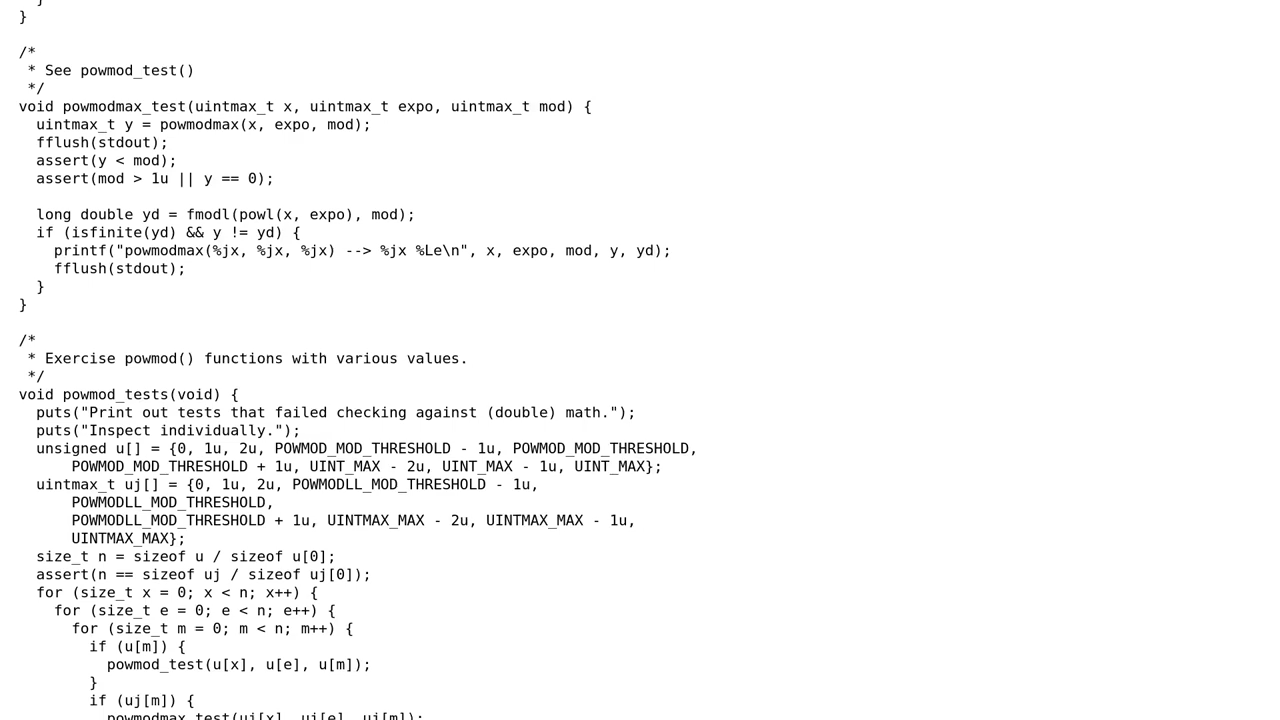 }
}

/*
 * See powmod_test()
 */
void powmodmax_test(uintmax_t x, uintmax_t expo, uintmax_t mod) {
  uintmax_t y = powmodmax(x, expo, mod);
  fflush(stdout);
  assert(y < mod);
  assert(mod > 1u || y == 0);

  long double yd = fmodl(powl(x, expo), mod);
  if (isfinite(yd) && y != yd) {
    printf("powmodmax(%jx, %jx, %jx) --> %jx %Le\n", x, expo, mod, y, yd);
    fflush(stdout);
  }
}

/*
 * Exercise powmod() functions with various values.
 */
void powmod_tests(void) {
  puts("Print out tests that failed checking against (double) math.");
  puts("Inspect individually.");
  unsigned u[] = {0, 1u, 2u, POWMOD_MOD_THRESHOLD - 1u, POWMOD_MOD_THRESHOLD,
      POWMOD_MOD_THRESHOLD + 1u, UINT_MAX - 2u, UINT_MAX - 1u, UINT_MAX};
  uintmax_t uj[] = {0, 1u, 2u, POWMODLL_MOD_THRESHOLD - 1u,
      POWMODLL_MOD_THRESHOLD,
      POWMODLL_MOD_THRESHOLD + 1u, UINTMAX_MAX - 2u, UINTMAX_MAX - 1u,
      UINTMAX_MAX};
  size_t n = sizeof u / sizeof u[0];
  assert(n == sizeof uj / sizeof uj[0]);
  for (size_t x = 0; x < n; x++) {
    for (size_t e = 0; e < n; e++) {
      for (size_t m = 0; m < n; m++) {
        if (u[m]) {
          powmod_test(u[x], u[e], u[m]);
        }
        if (uj[m]) {
          powmodmax_test(uj[x], uj[e], uj[m]);